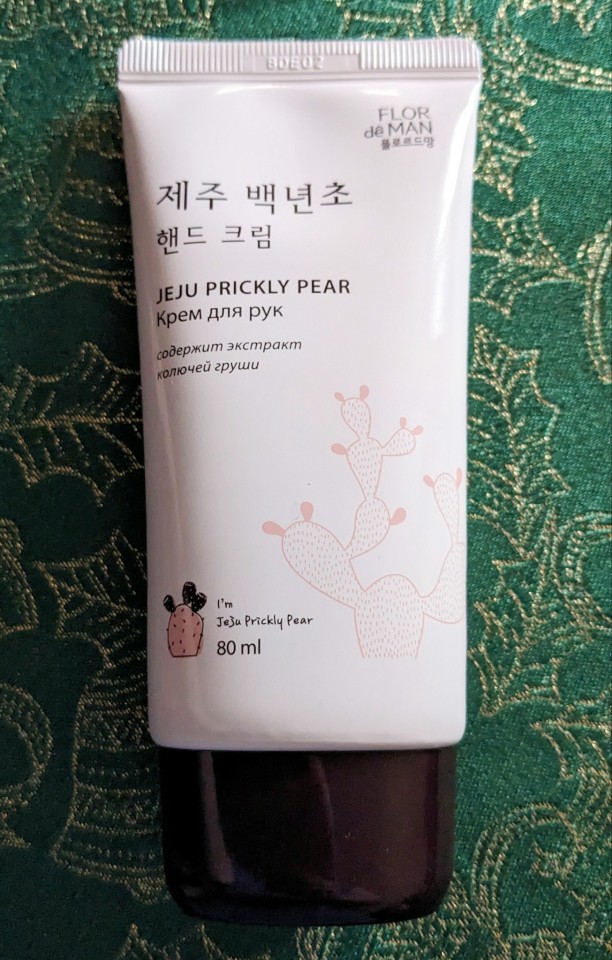 80E02
FLOR
dê MAN
플로르드망
제주 백년초
핸드 크림
JEJU PRICKLY PEAR
Крем для рук
содержит экстракт
колючей груши
I'm
Jeju Prickly Pear
80 ml